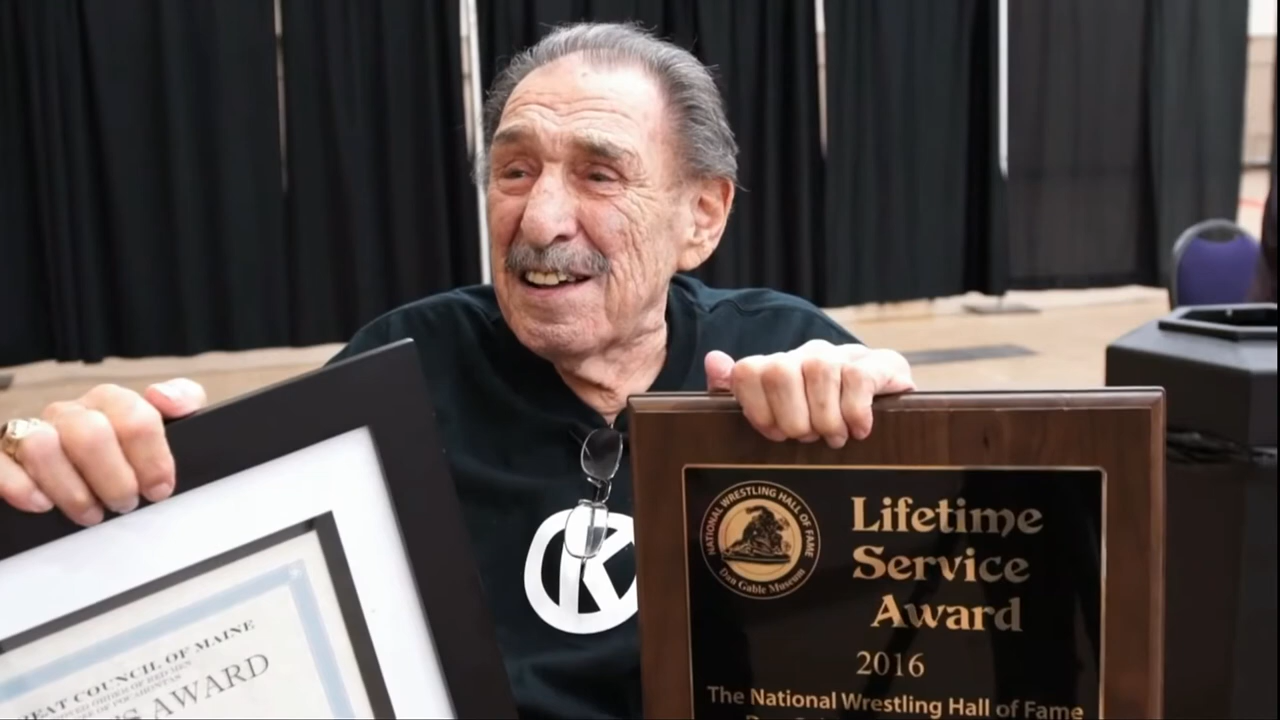 EAT COUNCIL OF MAINE
S AWARD
K
NATIONAL WRESTLING HALL OF FAME
Dan Gable Museum
Lifetime
Service
Award
2016
The National Wrestling Hall of Fame